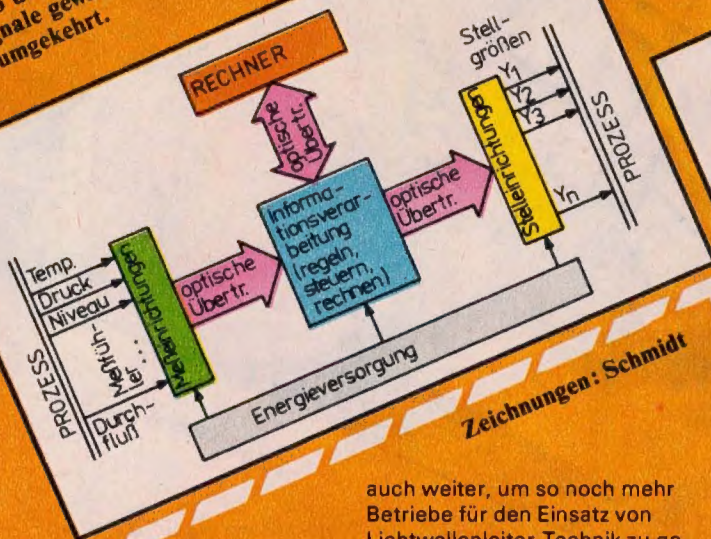 umgekehrt.
RECHNER
optische
Übertr.
Stell-
größen
Y1
Y2
Y3
Yn
PROZESS
Stelleinrichtungen
optische
Übertr.
Informa-
tionsverar-
beitung
(regeln,
steuern,
rechnen)
optische
Übertr.
Meßeinrichtungen
Temp.
Druck
Niveau
Meßfüh-
ler...
Durch-
fluß
PROZESS
Energieversorgung
Zeichnungen: Schmidt
auch weiter, um so noch mehr
Betriebe für den Einsatz von